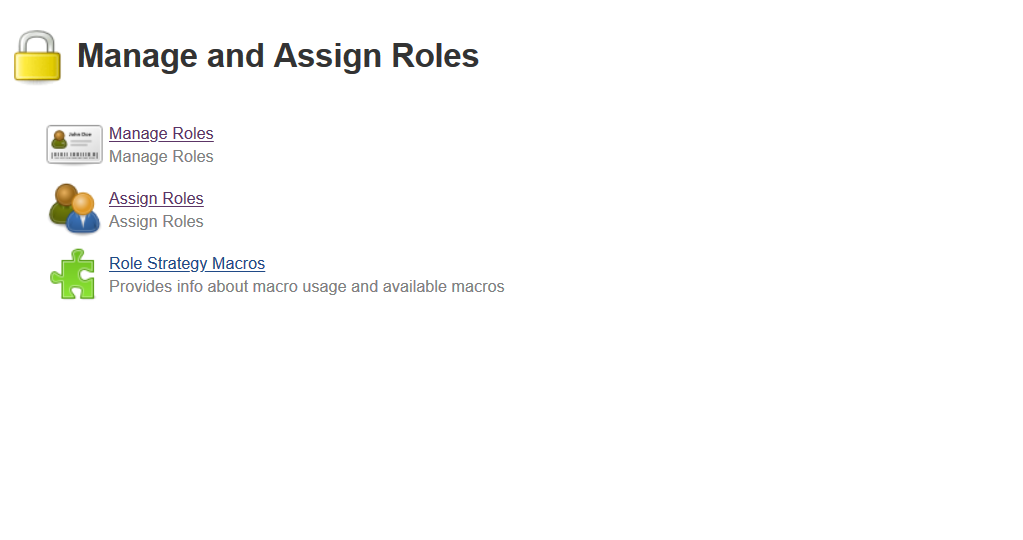 Manage and Assign Roles
John Doe
Manage Roles
Manage Roles
Assign Roles
Assign Roles
Role Strategy Macros
Provides info about macro usage and available macros